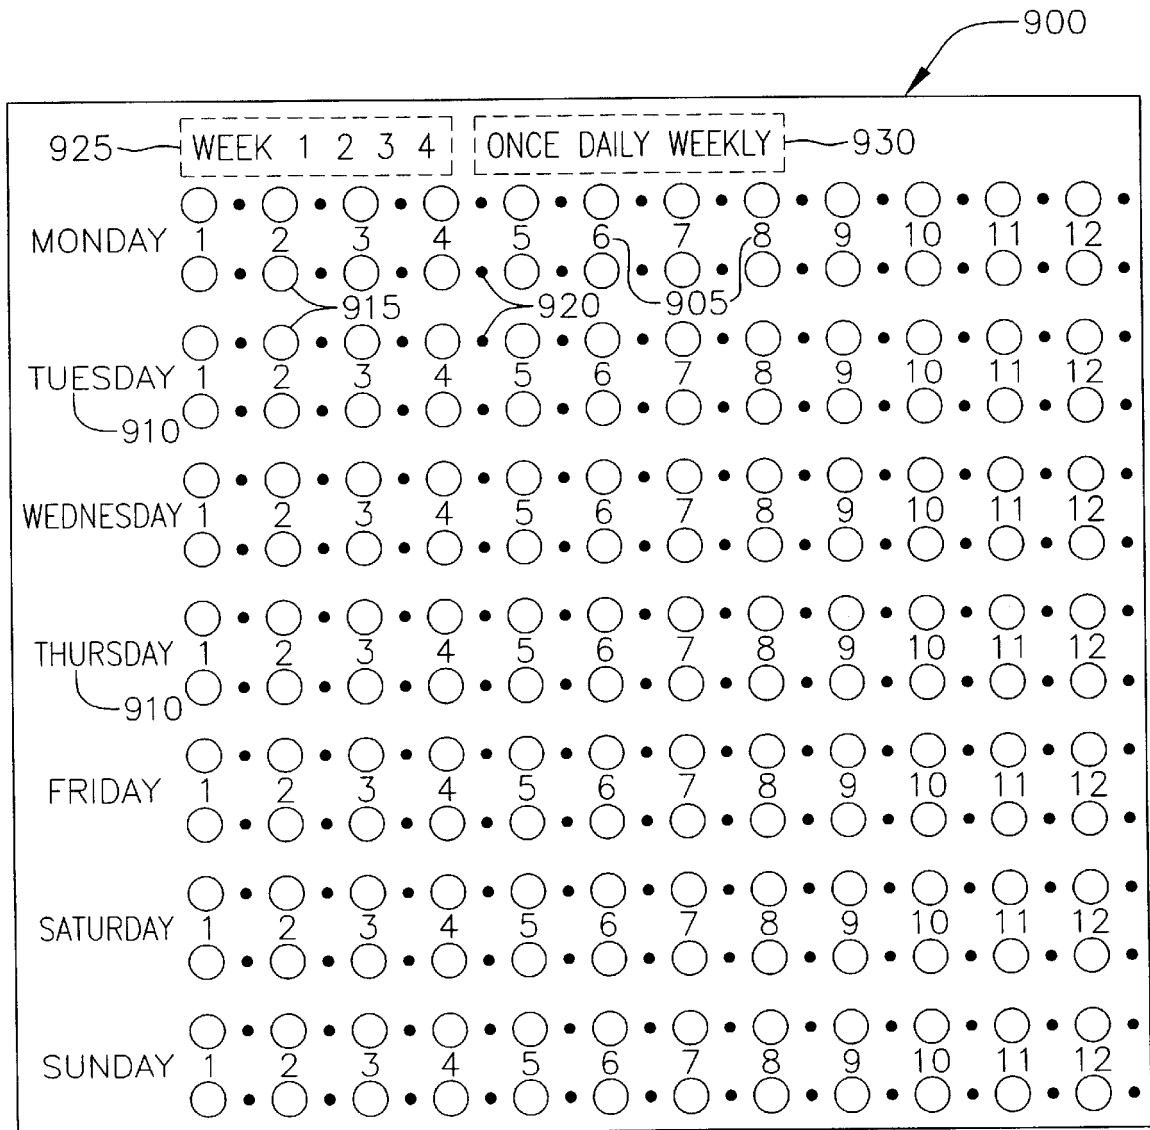 900
925 WEEK 1 2 3 4 ONCE DAILY WEEKLY 930
MONDAY 1 2 3 4 5 6 7 8 9 10 11 12
915 920 905
TUESDAY 1 2 3 4 5 6 7 8 9 10 11 12
910
WEDNESDAY 1 2 3 4 5 6 7 8 9 10 11 12
THURSDAY 1 2 3 4 5 6 7 8 9 10 11 12
910
FRIDAY 1 2 3 4 5 6 7 8 9 10 11 12
SATURDAY 1 2 3 4 5 6 7 8 9 10 11 12
SUNDAY 1 2 3 4 5 6 7 8 9 10 11 12